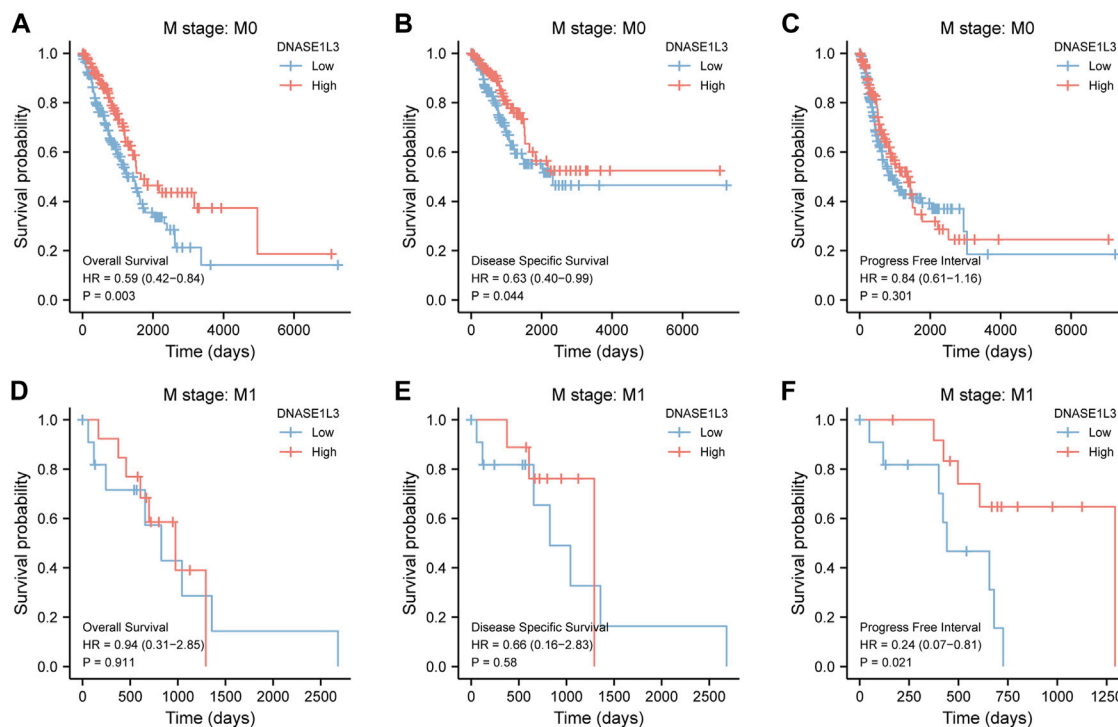 A
M stage: M0
DNASE1L3
Low
High
1.0
0.8
0.6
0.4
0.2
0.0
Survival probability
Overall Survival
HR = 0.59 (0.42−0.84)
P = 0.003
0
2000
4000
6000
Time (days)
B
M stage: M0
DNASE1L3
Low
High
1.0
0.8
0.6
0.4
0.2
0.0
Survival probability
Disease Specific Survival
HR = 0.63 (0.40−0.99)
P = 0.044
0
2000
4000
6000
Time (days)
C
M stage: M0
DNASE1L3
Low
High
1.0
0.8
0.6
0.4
0.2
0.0
Survival probability
Progress Free Interval
HR = 0.84 (0.61−1.16)
P = 0.301
0
2000
4000
6000
Time (days)
D
M stage: M1
DNASE1L3
Low
High
1.0
0.8
0.6
0.4
0.2
0.0
Survival probability
Overall Survival
HR = 0.94 (0.31−2.85)
P = 0.911
0
500
1000
1500
2000
2500
Time (days)
E
M stage: M1
DNASE1L3
Low
High
1.0
0.8
0.6
0.4
0.2
0.0
Survival probability
Disease Specific Survival
HR = 0.66 (0.16−2.83)
P = 0.58
0
500
1000
1500
2000
2500
Time (days)
F
M stage: M1
DNASE1L3
Low
High
1.0
0.8
0.6
0.4
0.2
0.0
Survival probability
Progress Free Interval
HR = 0.24 (0.07−0.81)
P = 0.021
0
250
500
750
1000
1250
Time (days)